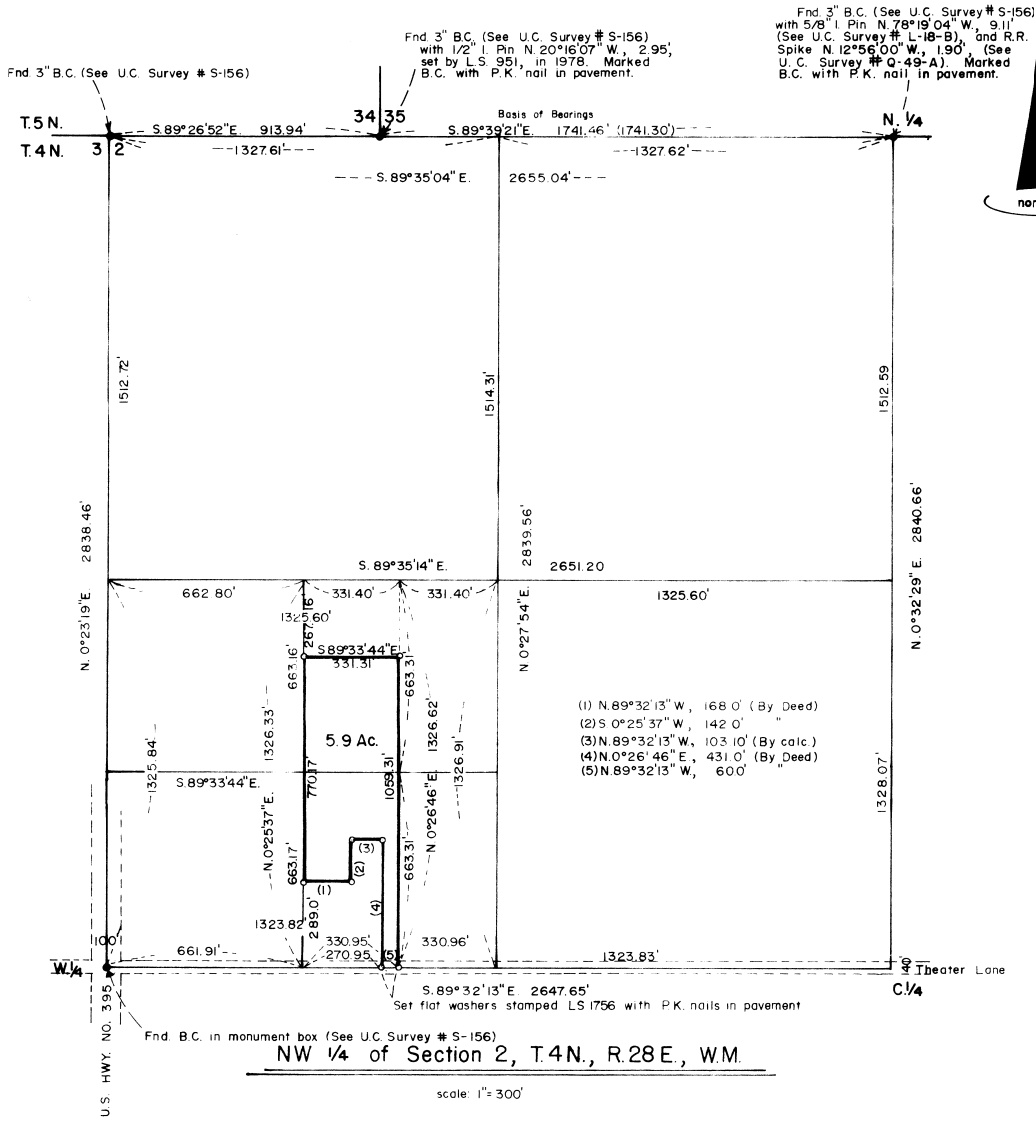 Fnd. 3" B.C. (See U.C. Survey # S-156)
with 5/8" I. Pin N. 78°19'04" W., 9.11'
(See U.C. Survey # L-18-B), and R.R.
Spike N. 12°56'00" W., 1.90', (See
U. C. Survey # Q-49-A). Marked
B.C. with P.K. nail in pavement.
Fnd. 3" B.C. (See U.C. Survey # S-156)
with 1/2" I. Pin N. 20°16'07" W., 2.95',
set by L.S. 951, in 1978. Marked
B.C. with P.K. nail in pavement.
Fnd. 3" B.C. (See U.C. Survey # S-156)
T.5 N.
T.4 N.
3 2
34 35
Basis of Bearings
N. 1/4
S.89°26'52"E. 913.94'
S.89°39'21"E. 1741.46' (1741.30')
1327.61'
1327.62'
S.89°35'04" E. 2655.04'
nor
1512.72'
1514.31'
1512.59
N. 0°23'19"E 2838.46'
N 0°27'54"E. 2839.56'
N. 0°32'29" E. 2840.66'
S. 89°35'14" E. 2651.20
662.80'
331.40'
331.40'
1325.60'
1325.60'
267.16
S 89°33'44" E
331.31'
663.16'
663.31
5.9 Ac.
1326.33'
1326.62'
1326.91'
1325.84'
770.17'
1059.31'
S.89°33'44"E.
N.0°25'37"E.
N.0°26'46"E.
663.17'
663.31'
1328.07'
(1) N.89°32'13" W, 168 0' (By Deed)
(2) S. 0°25'37" W, 142 0' "
(3) N.89°32'13" W., 103 10' (By calc.)
(4) N.0°26'46" E., 431.0' (By Deed)
(5) N.89°32'13" W., 60.0' "
(1)
(2)
(3)
(4)
(5)
289.0'
1323.82'
100'
661.91'
330.95'
270.95
330.96'
1323.83'
40
W.1/4
Theater Lane
C.1/4
S.89°32'13"E. 2647.65'
Set flat washers stamped LS 1756 with P.K. nails in pavement
Fnd. B.C. in monument box (See U.C. Survey # S-156)
U.S. HWY. NO. 395
NW 1/4 of Section 2, T.4N., R.28 E., W.M.
scale: 1"= 300'